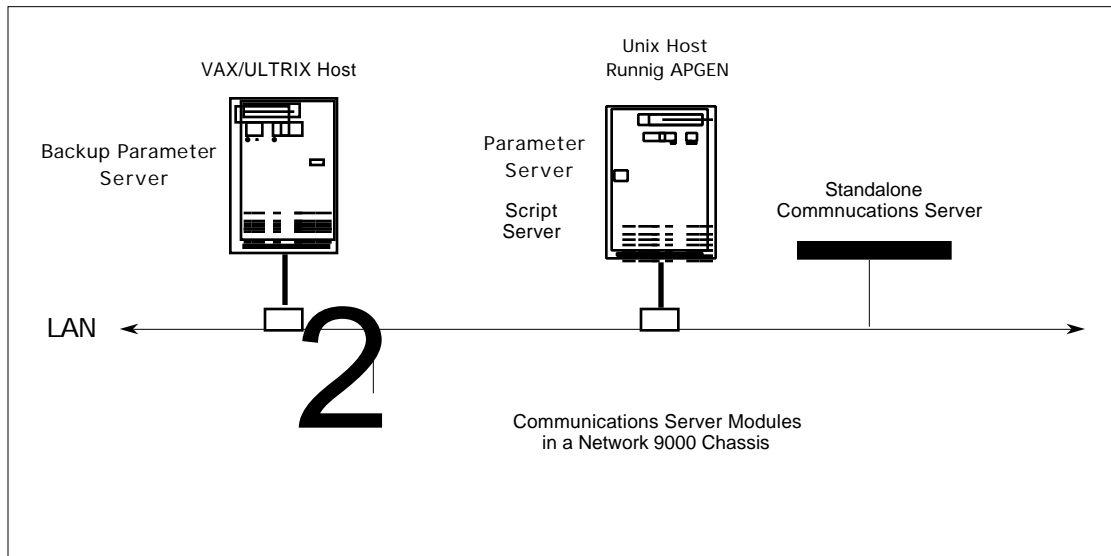 VAX/ULTRIX Host
Unix Host
Runnig APGEN
Backup Parameter
Server
Parameter
Server
Script
Server
Standalone
Commnucations Server
LAN
2
Communications Server Modules
in a Network 9000 Chassis